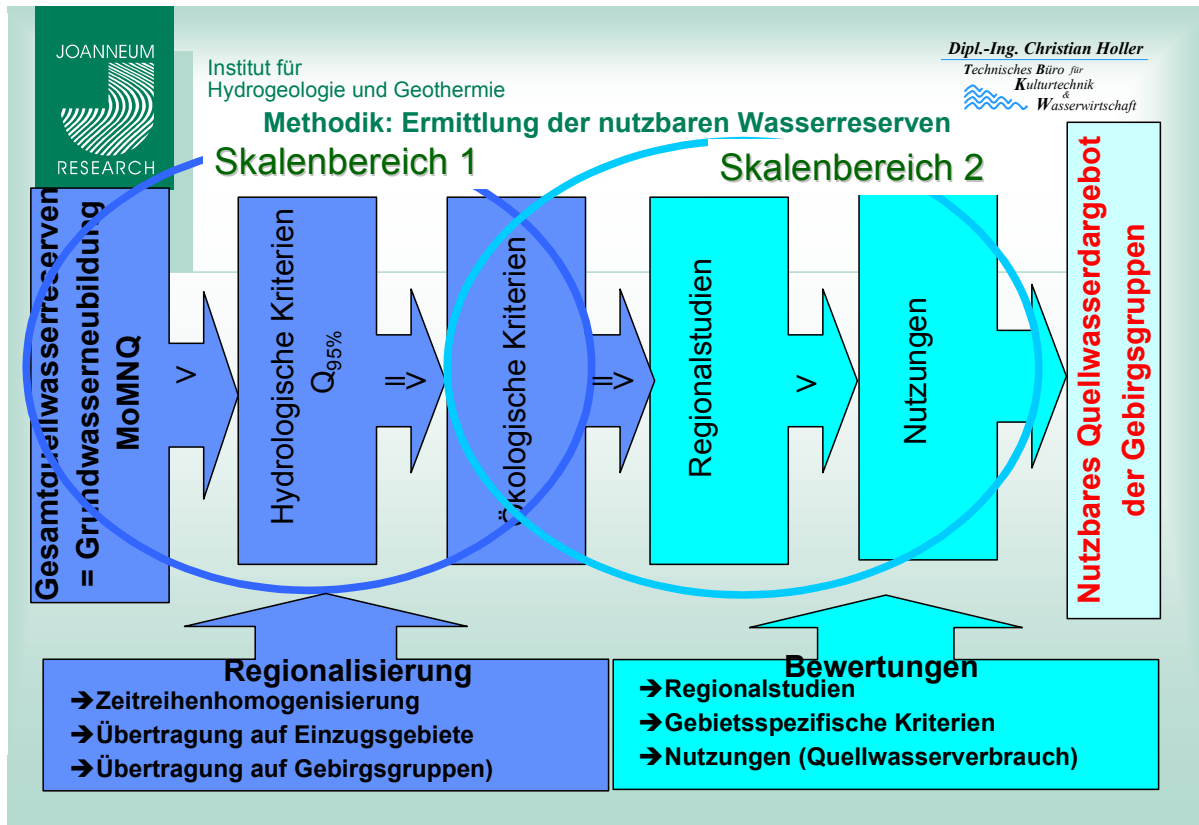 JOANNEUM
RESEARCH
Institut für
Hydrogeologie und Geothermie
Dipl.-Ing. Christian Holler
Technisches Büro für
Kulturtechnik
&
Wasserwirtschaft
Methodik: Ermittlung der nutzbaren Wasserreserven
Skalenbereich 1
Skalenbereich 2
Gesamtquellwasserreserven
= Grundwasserneubildung
MoMNQ
>
Hydrologische Kriterien
Q95%
=>
Ökologische Kriterien
=>
Regionalstudien
>
Nutzungen
Nutzbares Quellwasserdargebot
der Gebirgsgruppen
Regionalisierung
➔Zeitreihenhomogenisierung
➔Übertragung auf Einzugsgebiete
➔Übertragung auf Gebirgsgruppen)
Bewertungen
➔Regionalstudien
➔Gebietsspezifische Kriterien
➔Nutzungen (Quellwasserverbrauch)